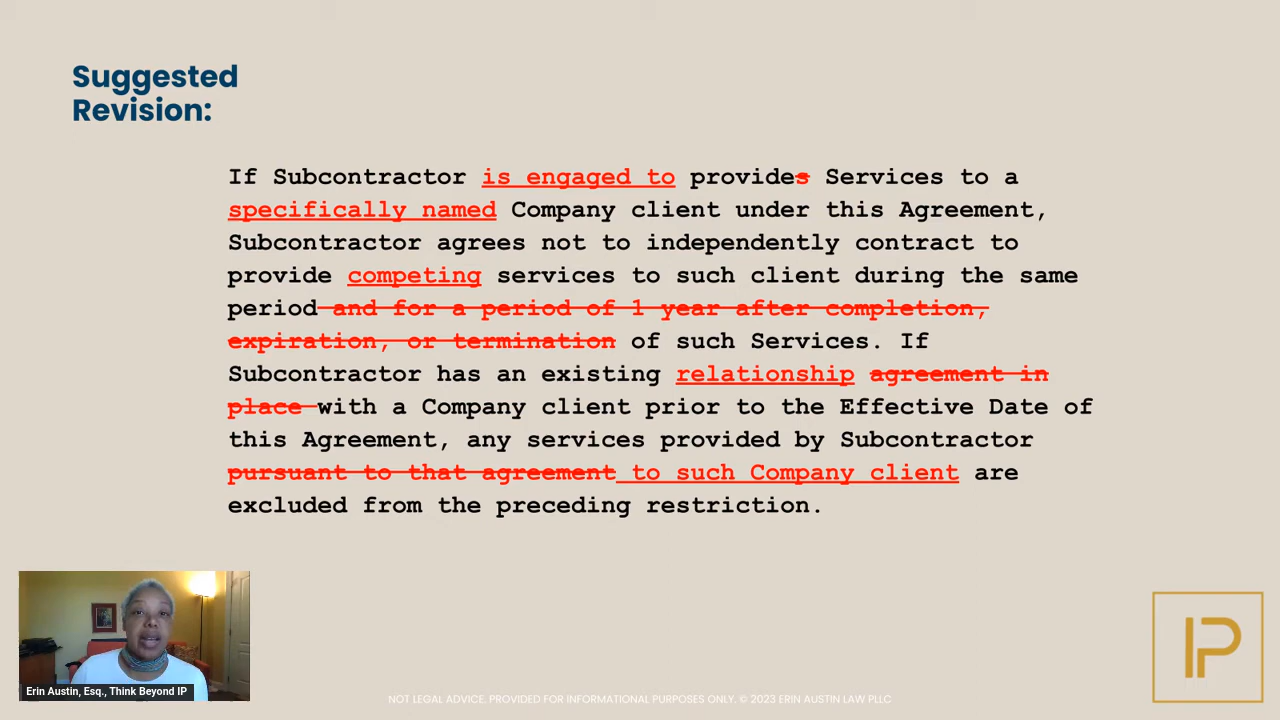 Suggested
Revision:
If Subcontractor is engaged to provides Services to a
specifically named Company client under this Agreement,
Subcontractor agrees not to independently contract to
provide competing services to such client during the same
period and for a period of 1 year after completion,
expiration, or termination of such Services. If
Subcontractor has an existing relationship agreement in
place with a Company client prior to the Effective Date of
this Agreement, any services provided by Subcontractor
pursuant to that agreement to such Company client are
excluded from the preceding restriction.
Erin Austin, Esq., Think Beyond IP
NOT LEGAL ADVICE. PROVIDED FOR INFORMATIONAL PURPOSES ONLY. © 2023 ERIN AUSTIN LAW PLLC
IP